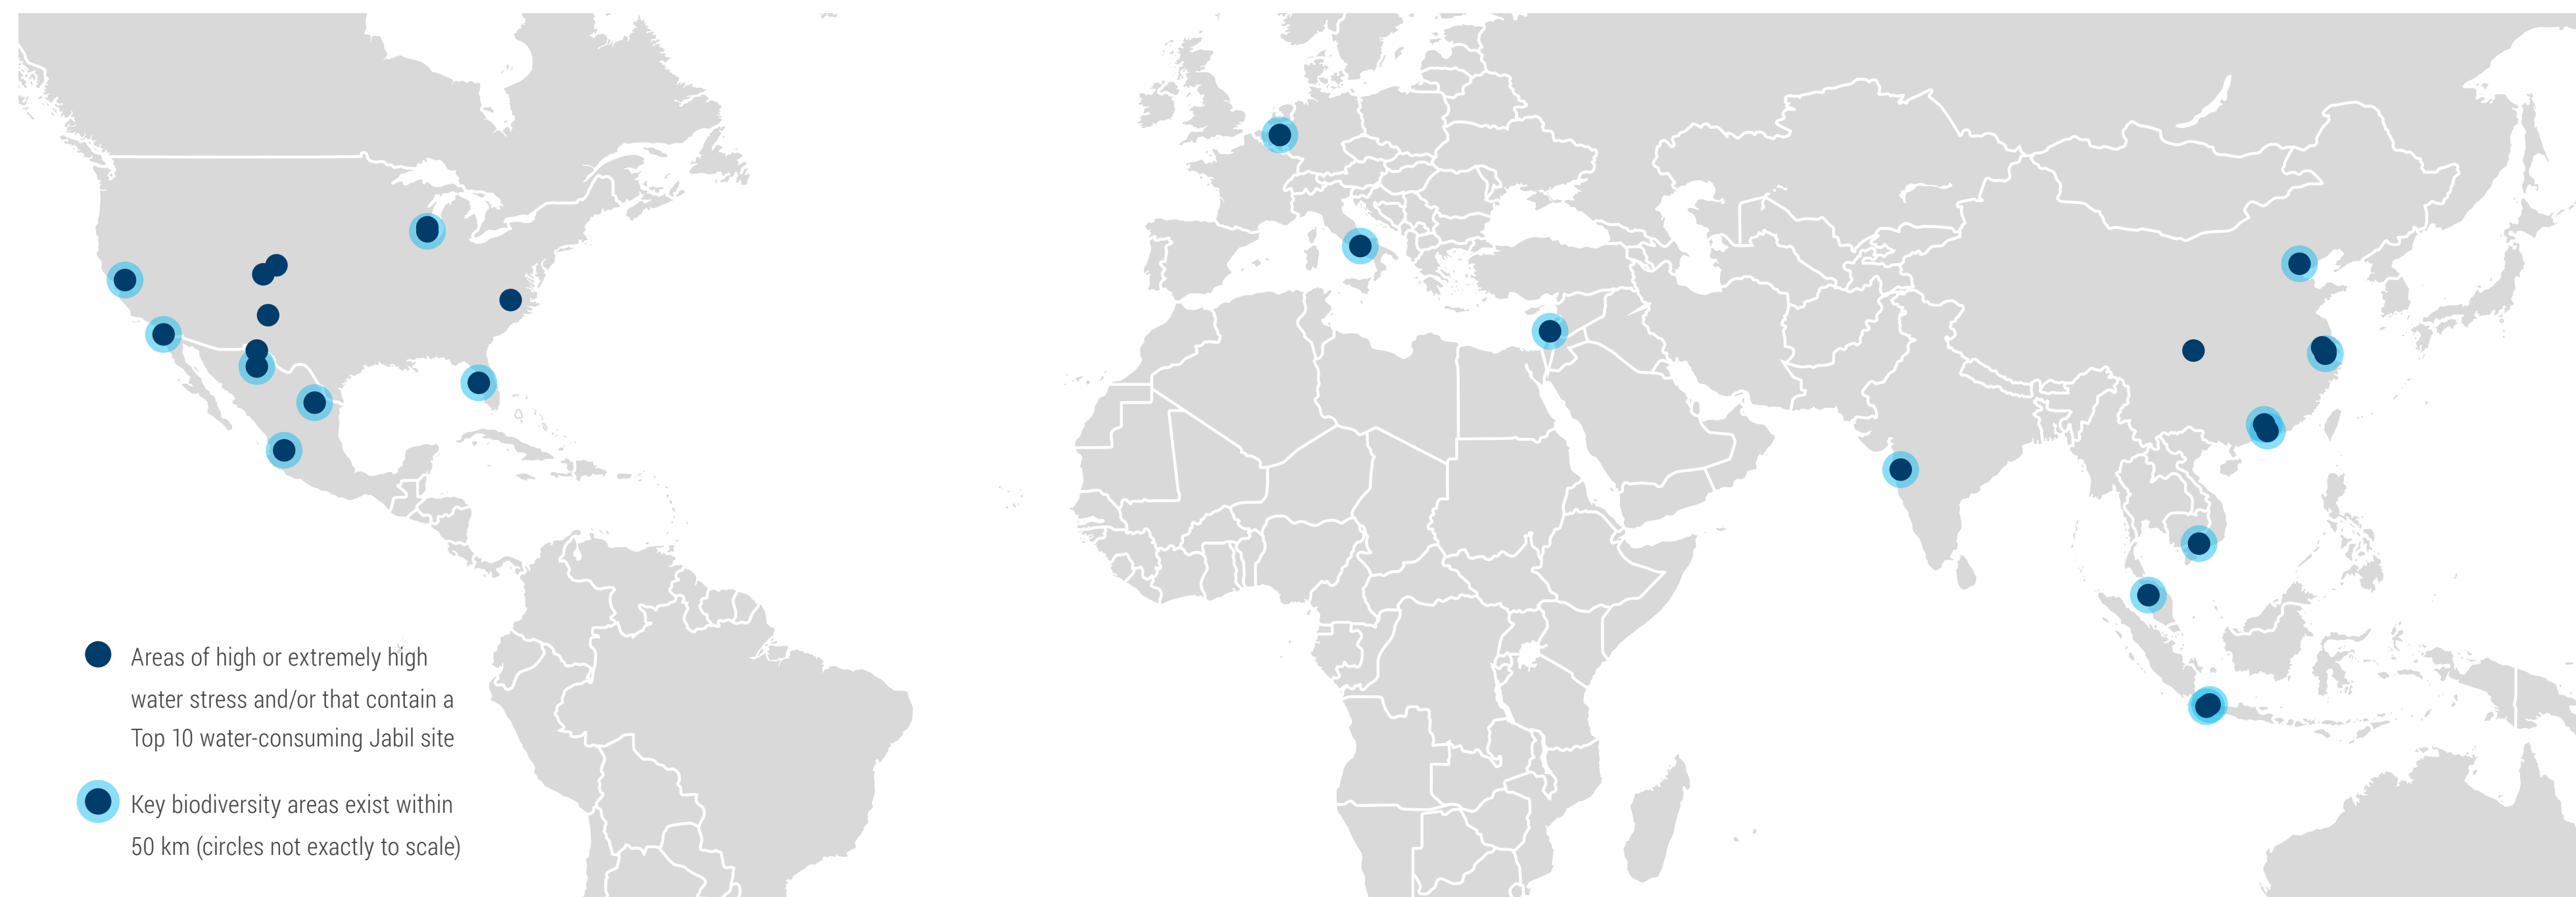 Areas of high or extremely high
water stress and/or that contain a
Top 10 water-consuming Jabil site
Key biodiversity areas exist within
50 km (circles not exactly to scale)